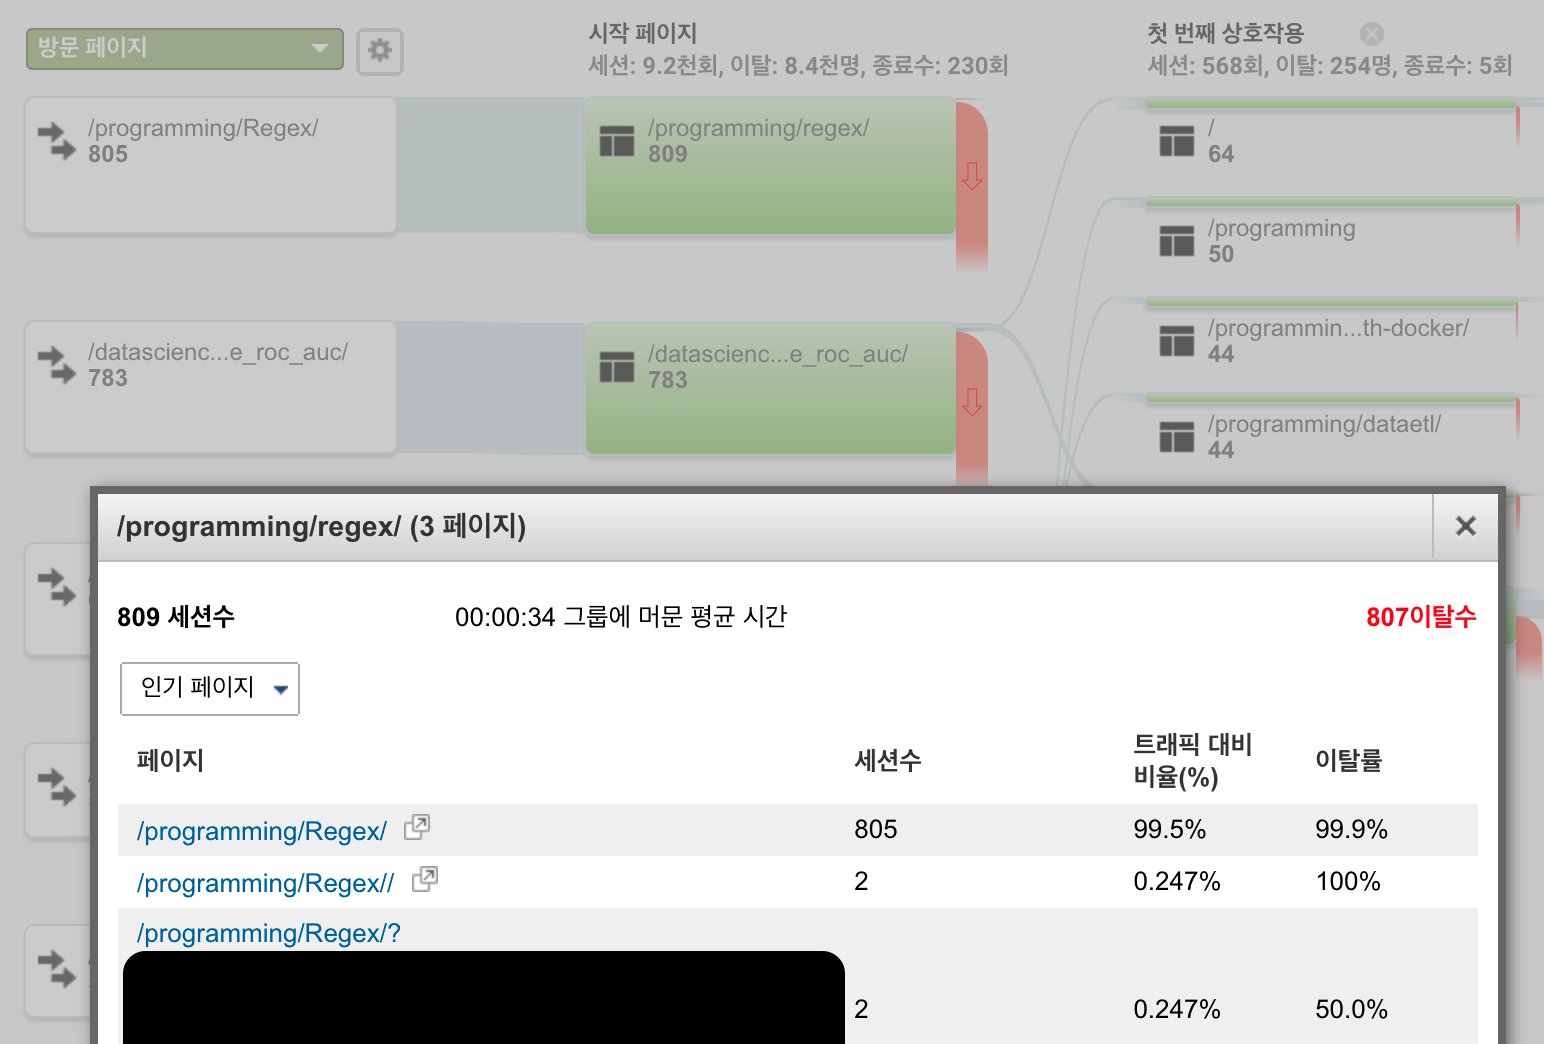 방문 페이지
시작 페이지
세션: 9.2천회, 이탈: 8.4천명, 종료수: 230회
첫 번째 상호작용
세션: 568회, 이탈: 254명, 종료수: 5회
/programming/Regex/
805
/programming/regex/
809
/
64
/programming
50
/datascienc...e_roc_auc/
783
/datascienc...e_roc_auc/
783
/programmin...th-docker/
44
/programming/dataetl/
44
/programming/regex/ (3 페이지)
809 세션수
00:00:34 그룹에 머문 평균 시간
807이탈수
인기 페이지
페이지
세션수
트래픽 대비
비율(%)
이탈률
/programming/Regex/
805
99.5%
99.9%
/programming/Regex//
2
0.247%
100%
/programming/Regex/?
2
0.247%
50.0%